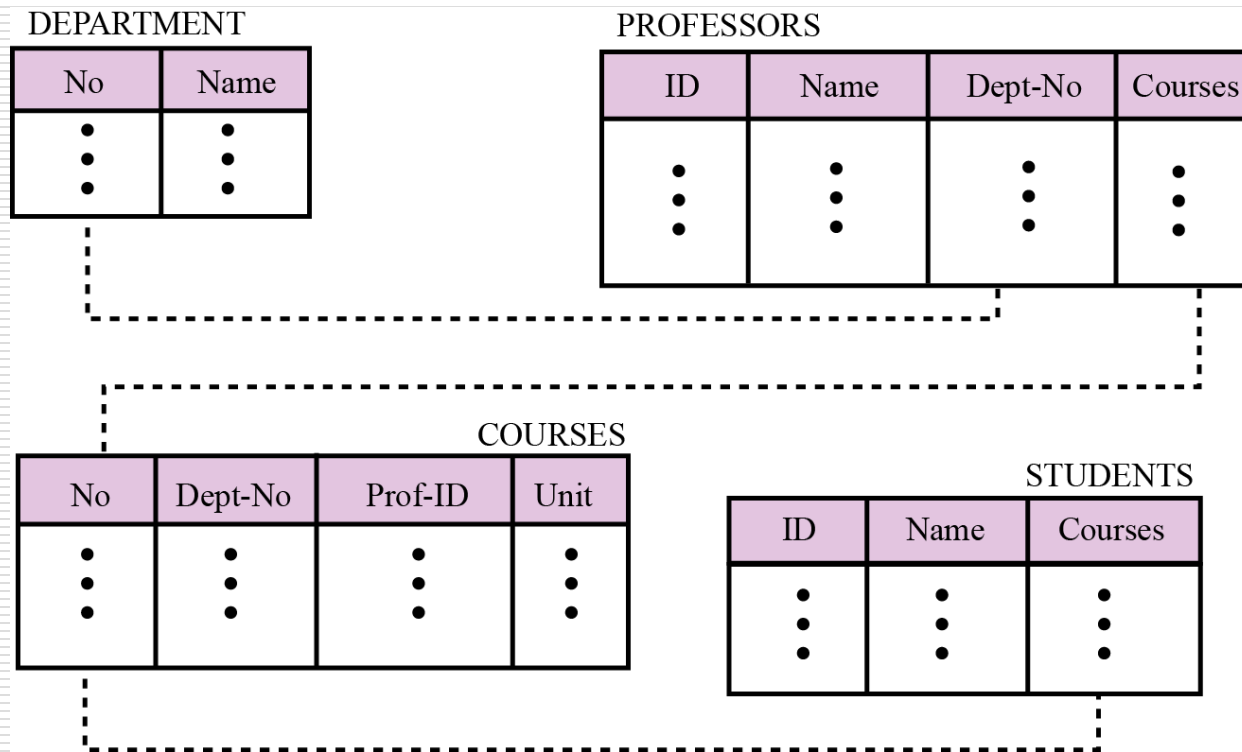 DEPARTMENT
No Name
PROFESSORS
ID Name Dept-No Courses
COURSES
No Dept-No Prof-ID Unit
STUDENTS
ID Name Courses